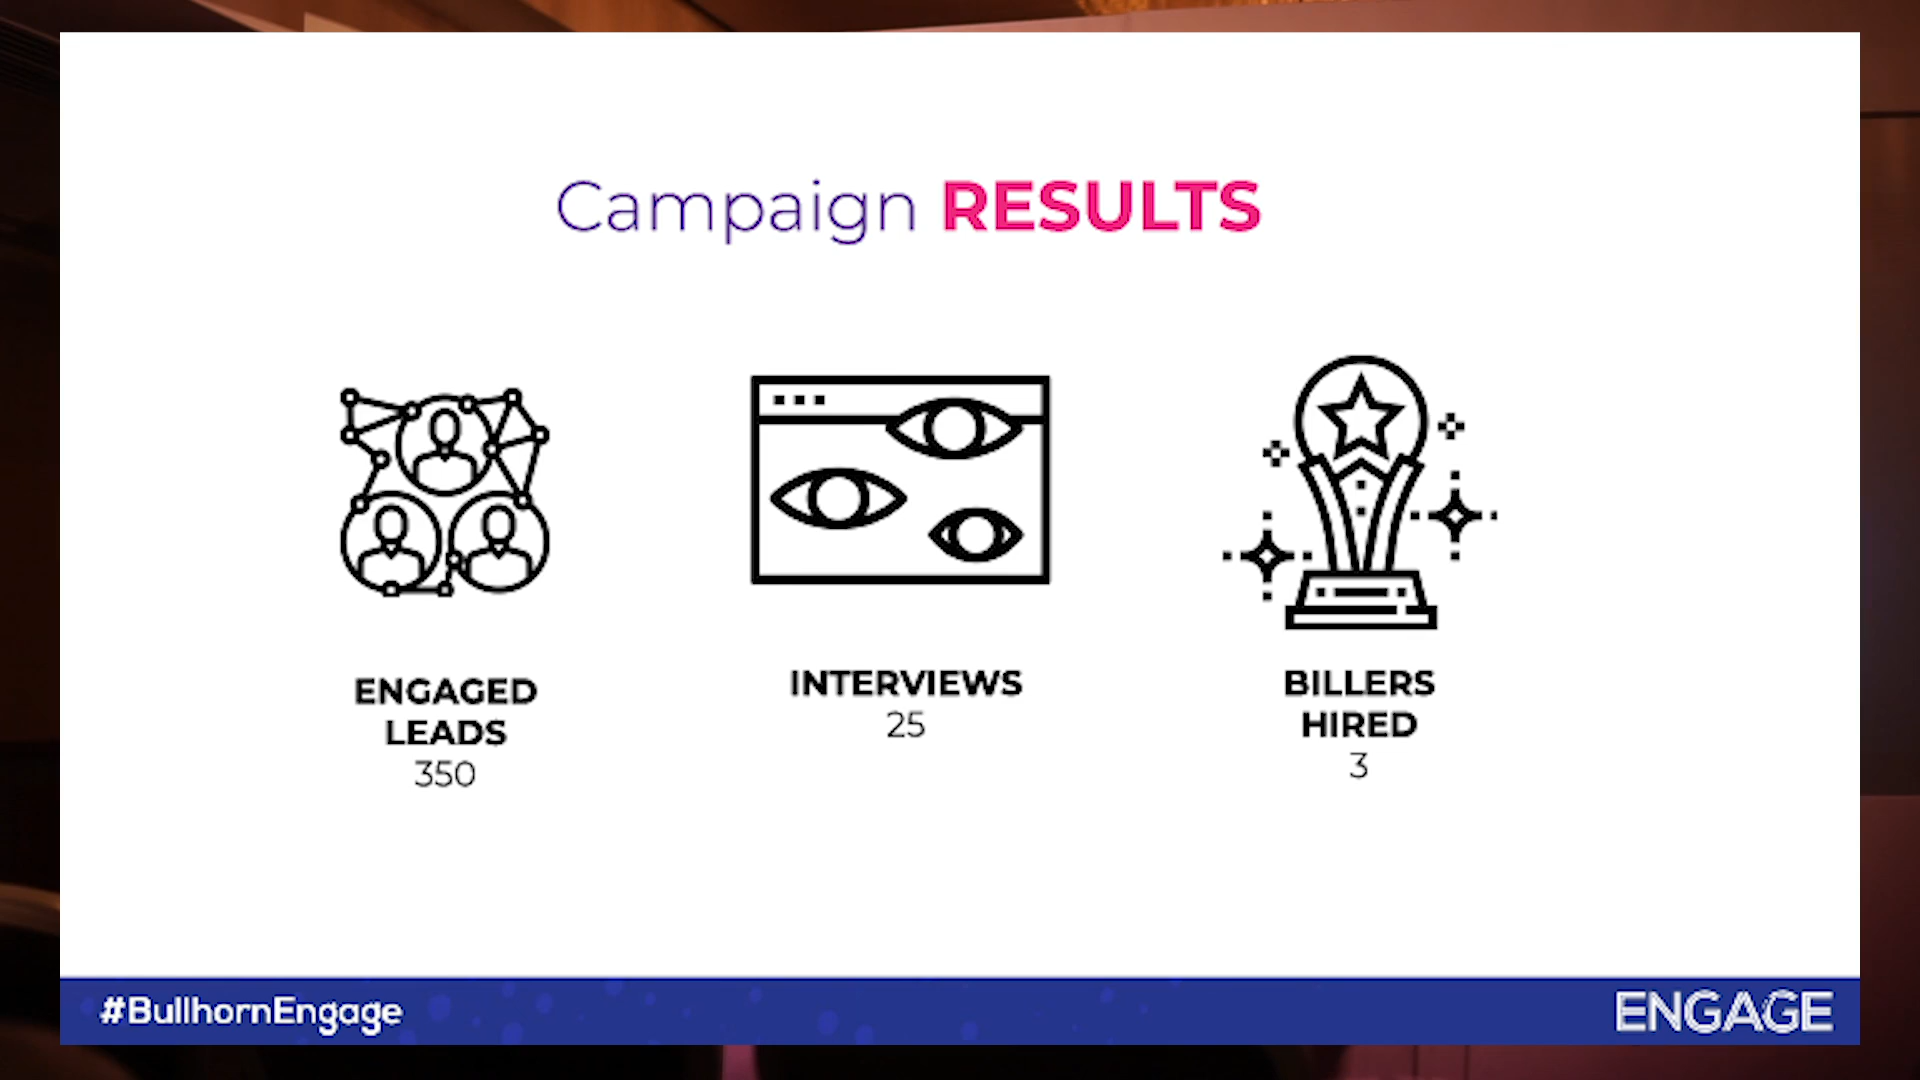 Campaign RESULTS
ENGAGED
LEADS
350
INTERVIEWS
25
BILLERS
HIRED
3
#BullhornEngage
ENGAGE